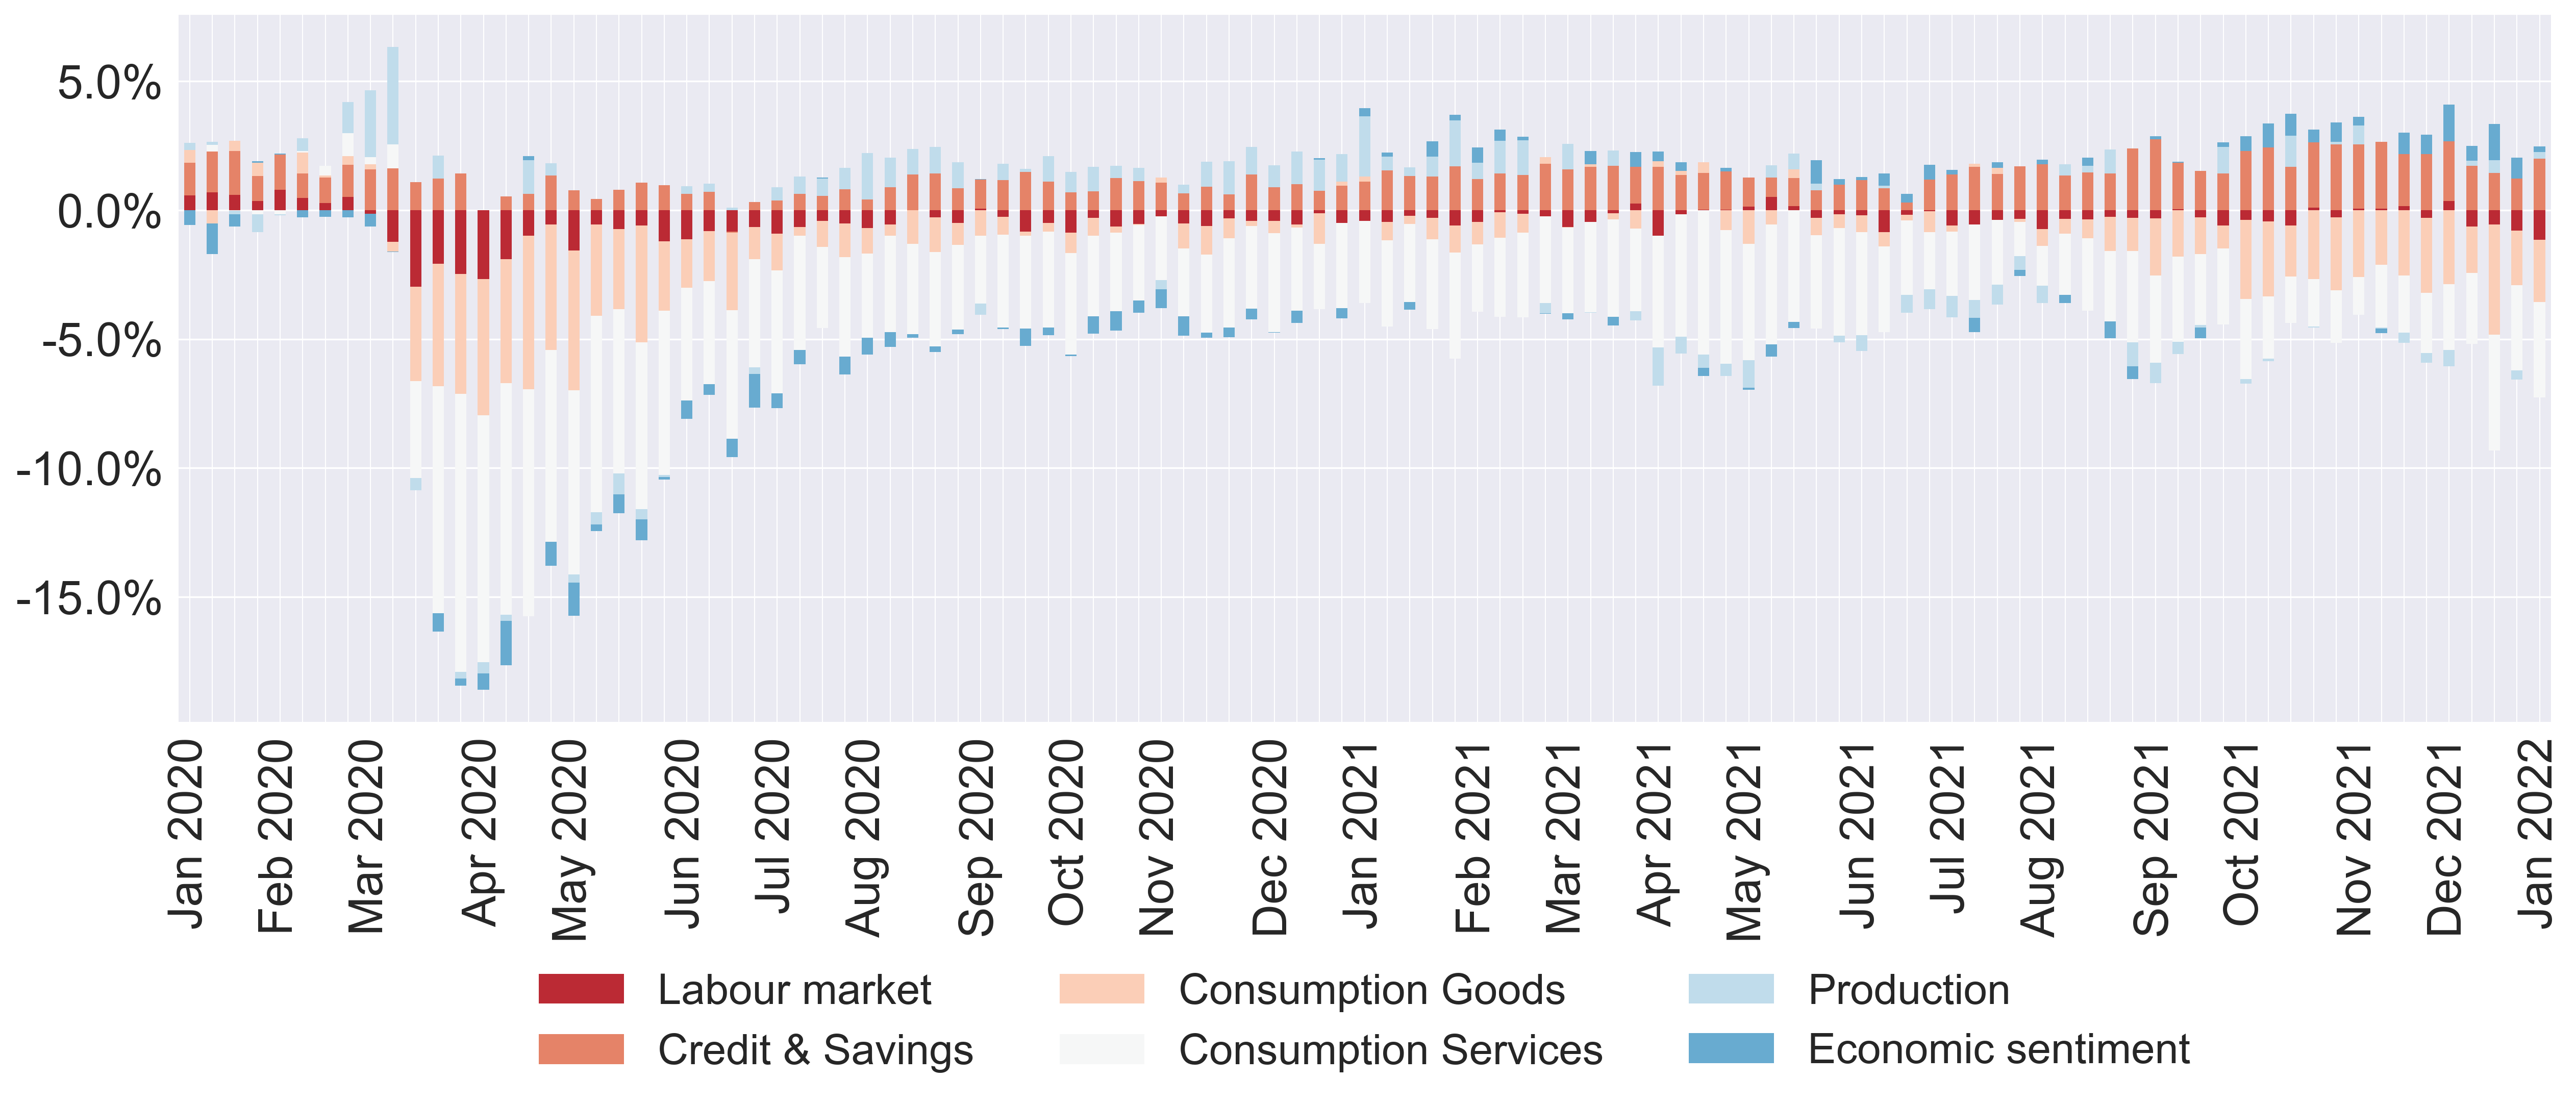 5.0%
0.0%
-5.0%
-10.0%
-15.0%
Jan 2020
Feb 2020
Mar 2020
Apr 2020
May 2020
Jun 2020
Jul 2020
Aug 2020
Sep 2020
Oct 2020
Nov 2020
Dec 2020
Jan 2021
Feb 2021
Mar 2021
Apr 2021
May 2021
Jun 2021
Jul 2021
Aug 2021
Sep 2021
Oct 2021
Nov 2021
Dec 2021
Jan 2022
Labour market
Credit & Savings
Consumption Goods
Consumption Services
Production
Economic sentiment